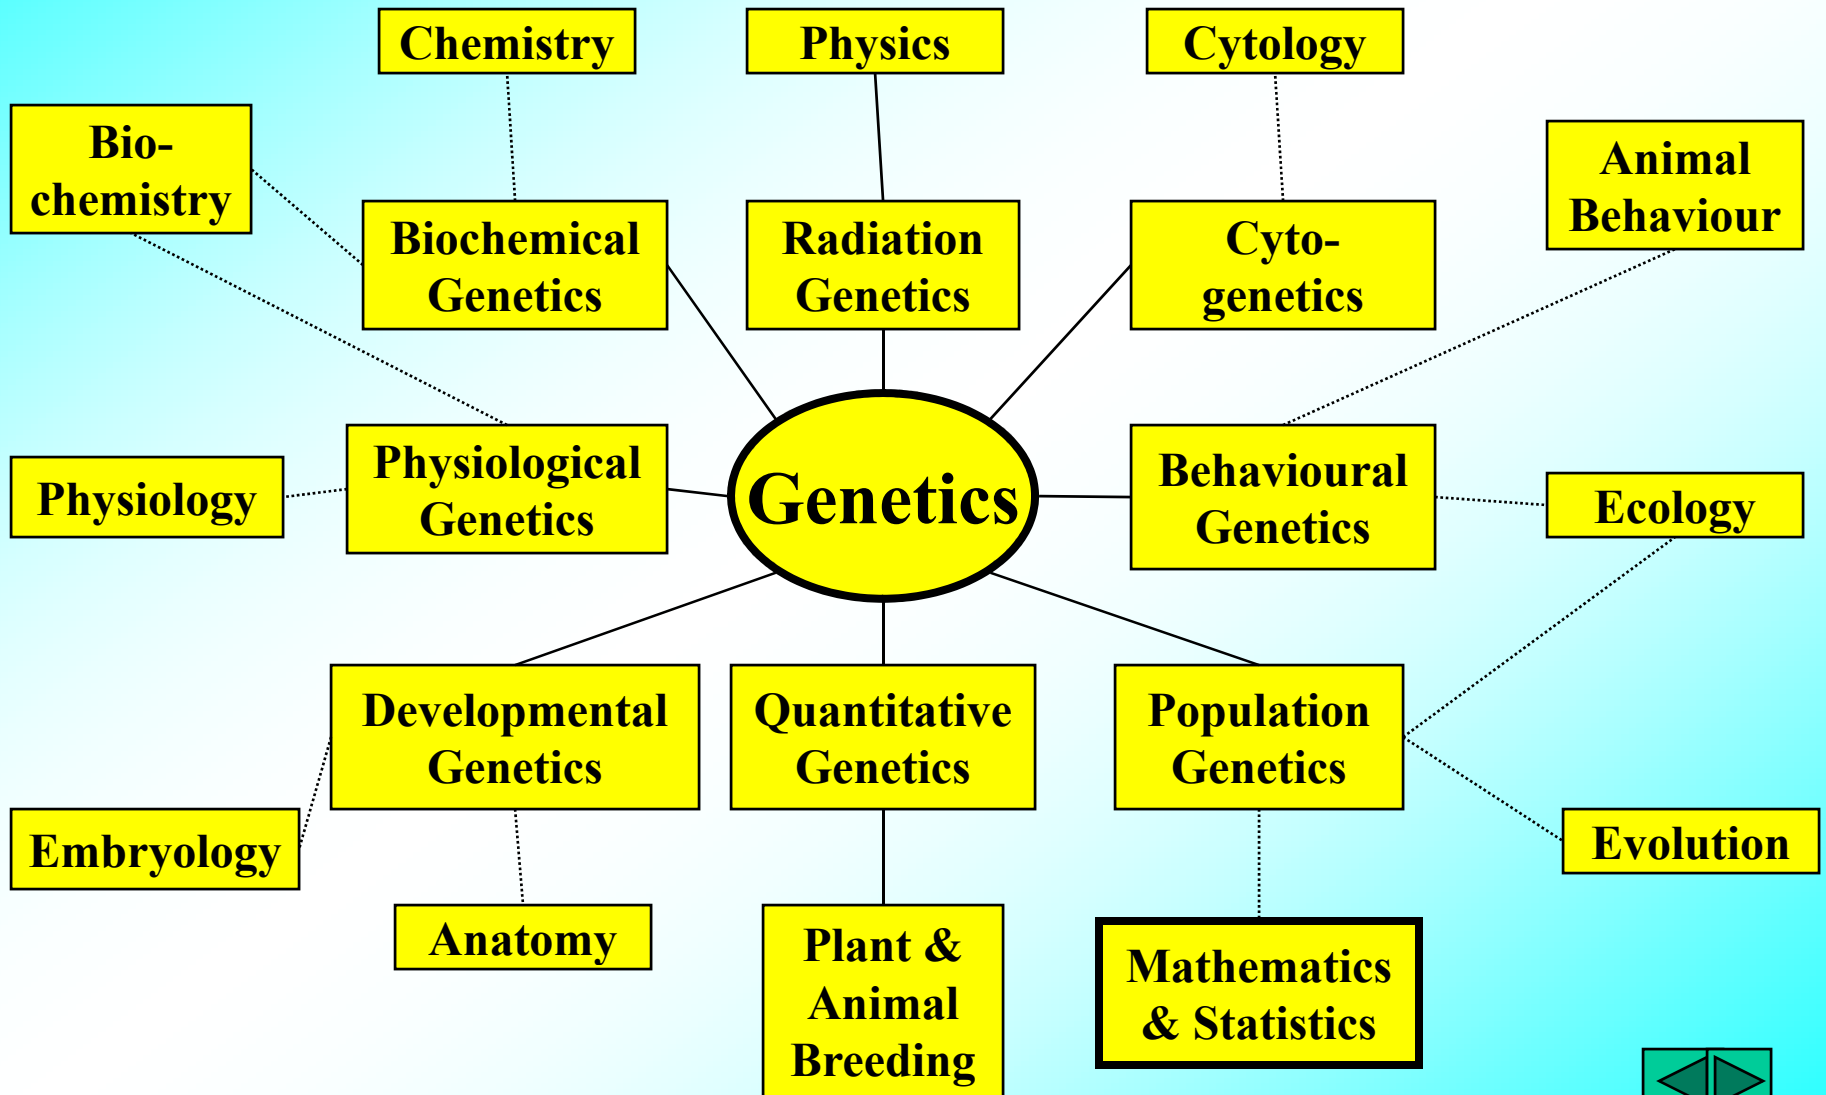 Chemistry
Physics
Cytology
Bio-
chemistry
Animal
Behaviour
Biochemical
Genetics
Radiation
Genetics
Cyto-
genetics
Physiology
Physiological
Genetics
Genetics
Behavioural
Genetics
Ecology
Developmental
Genetics
Quantitative
Genetics
Population
Genetics
Embryology
Evolution
Anatomy
Plant &
Animal
Breeding
Mathematics
& Statistics